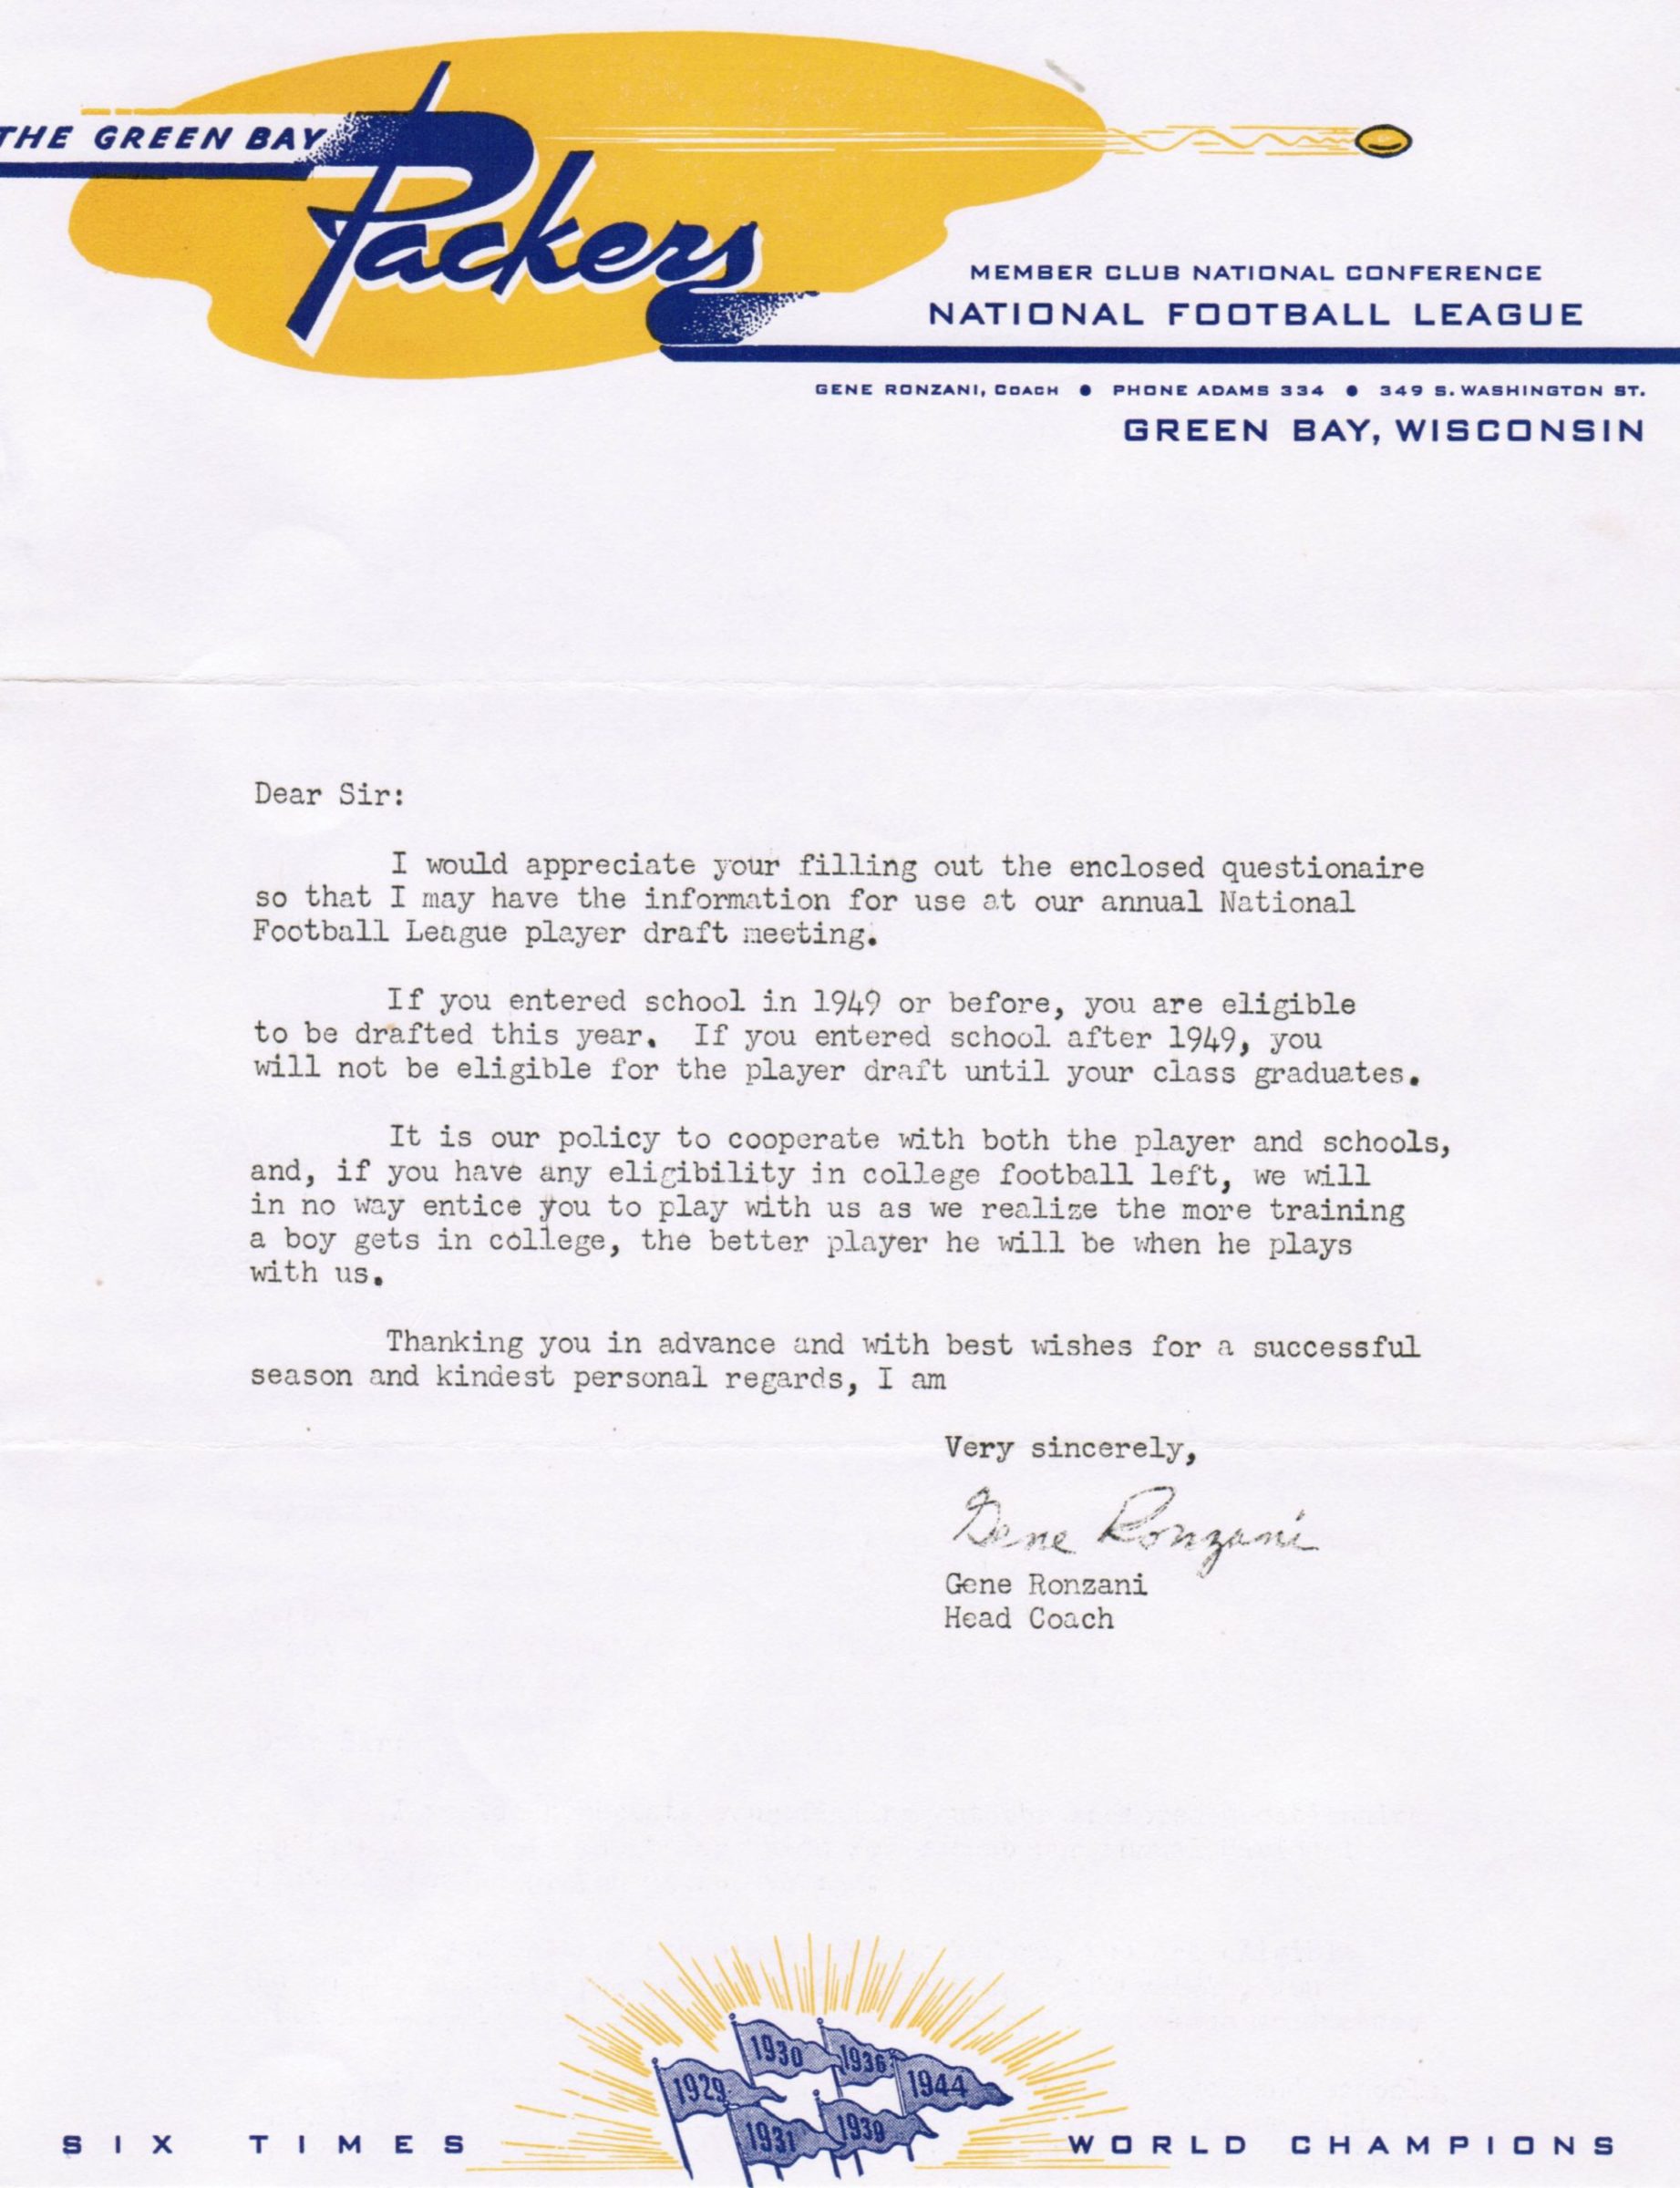 THE GREEN BAY
Packers
MEMBER CLUB NATIONAL CONFERENCE
NATIONAL FOOTBALL LEAGUE
GENE RONZANI, COACH ● PHONE ADAMS 334 ● 349 S. WASHINGTON ST.
GREEN BAY, WISCONSIN
Dear Sir:
I would appreciate your filling out the enclosed questionaire
so that I may have the information for use at our annual National
Football League player draft meeting.
If you entered school in 1949 or before, you are eligible
to be drafted this year. If you entered school after 1949, you
will not be eligible for the player draft until your class graduates.
It is our policy to cooperate with both the player and schools,
and, if you have any eligibility in college football left, we will
in no way entice you to play with us as we realize the more training
a boy gets in college, the better player he will be when he plays
with us.
Thanking you in advance and with best wishes for a successful
season and kindest personal regards, I am
Very sincerely,
Gene Ronzani
Gene Ronzani
Head Coach
1930 1936
1929 1944
1931 1939
SIX TIMES WORLD CHAMPIONS